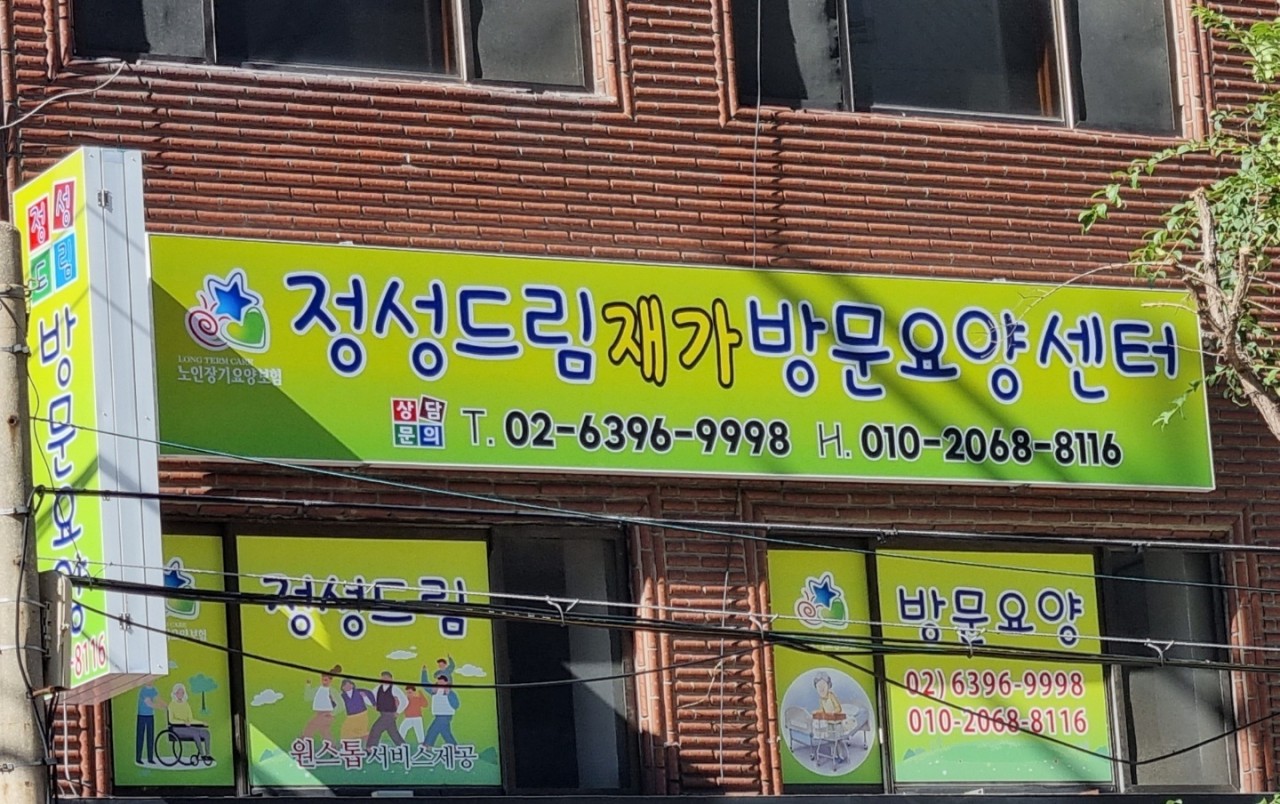 정성
드림
방문요양
-8116
LONG TERM CARE
노인장기요양보험
정성드림재가방문요양센터
상담
문의
T. 02-6396-9998 H. 010-2068-8116
정성드림
원스톱 서비스제공
방문요양
02) 6396-9998
010-2068-8116